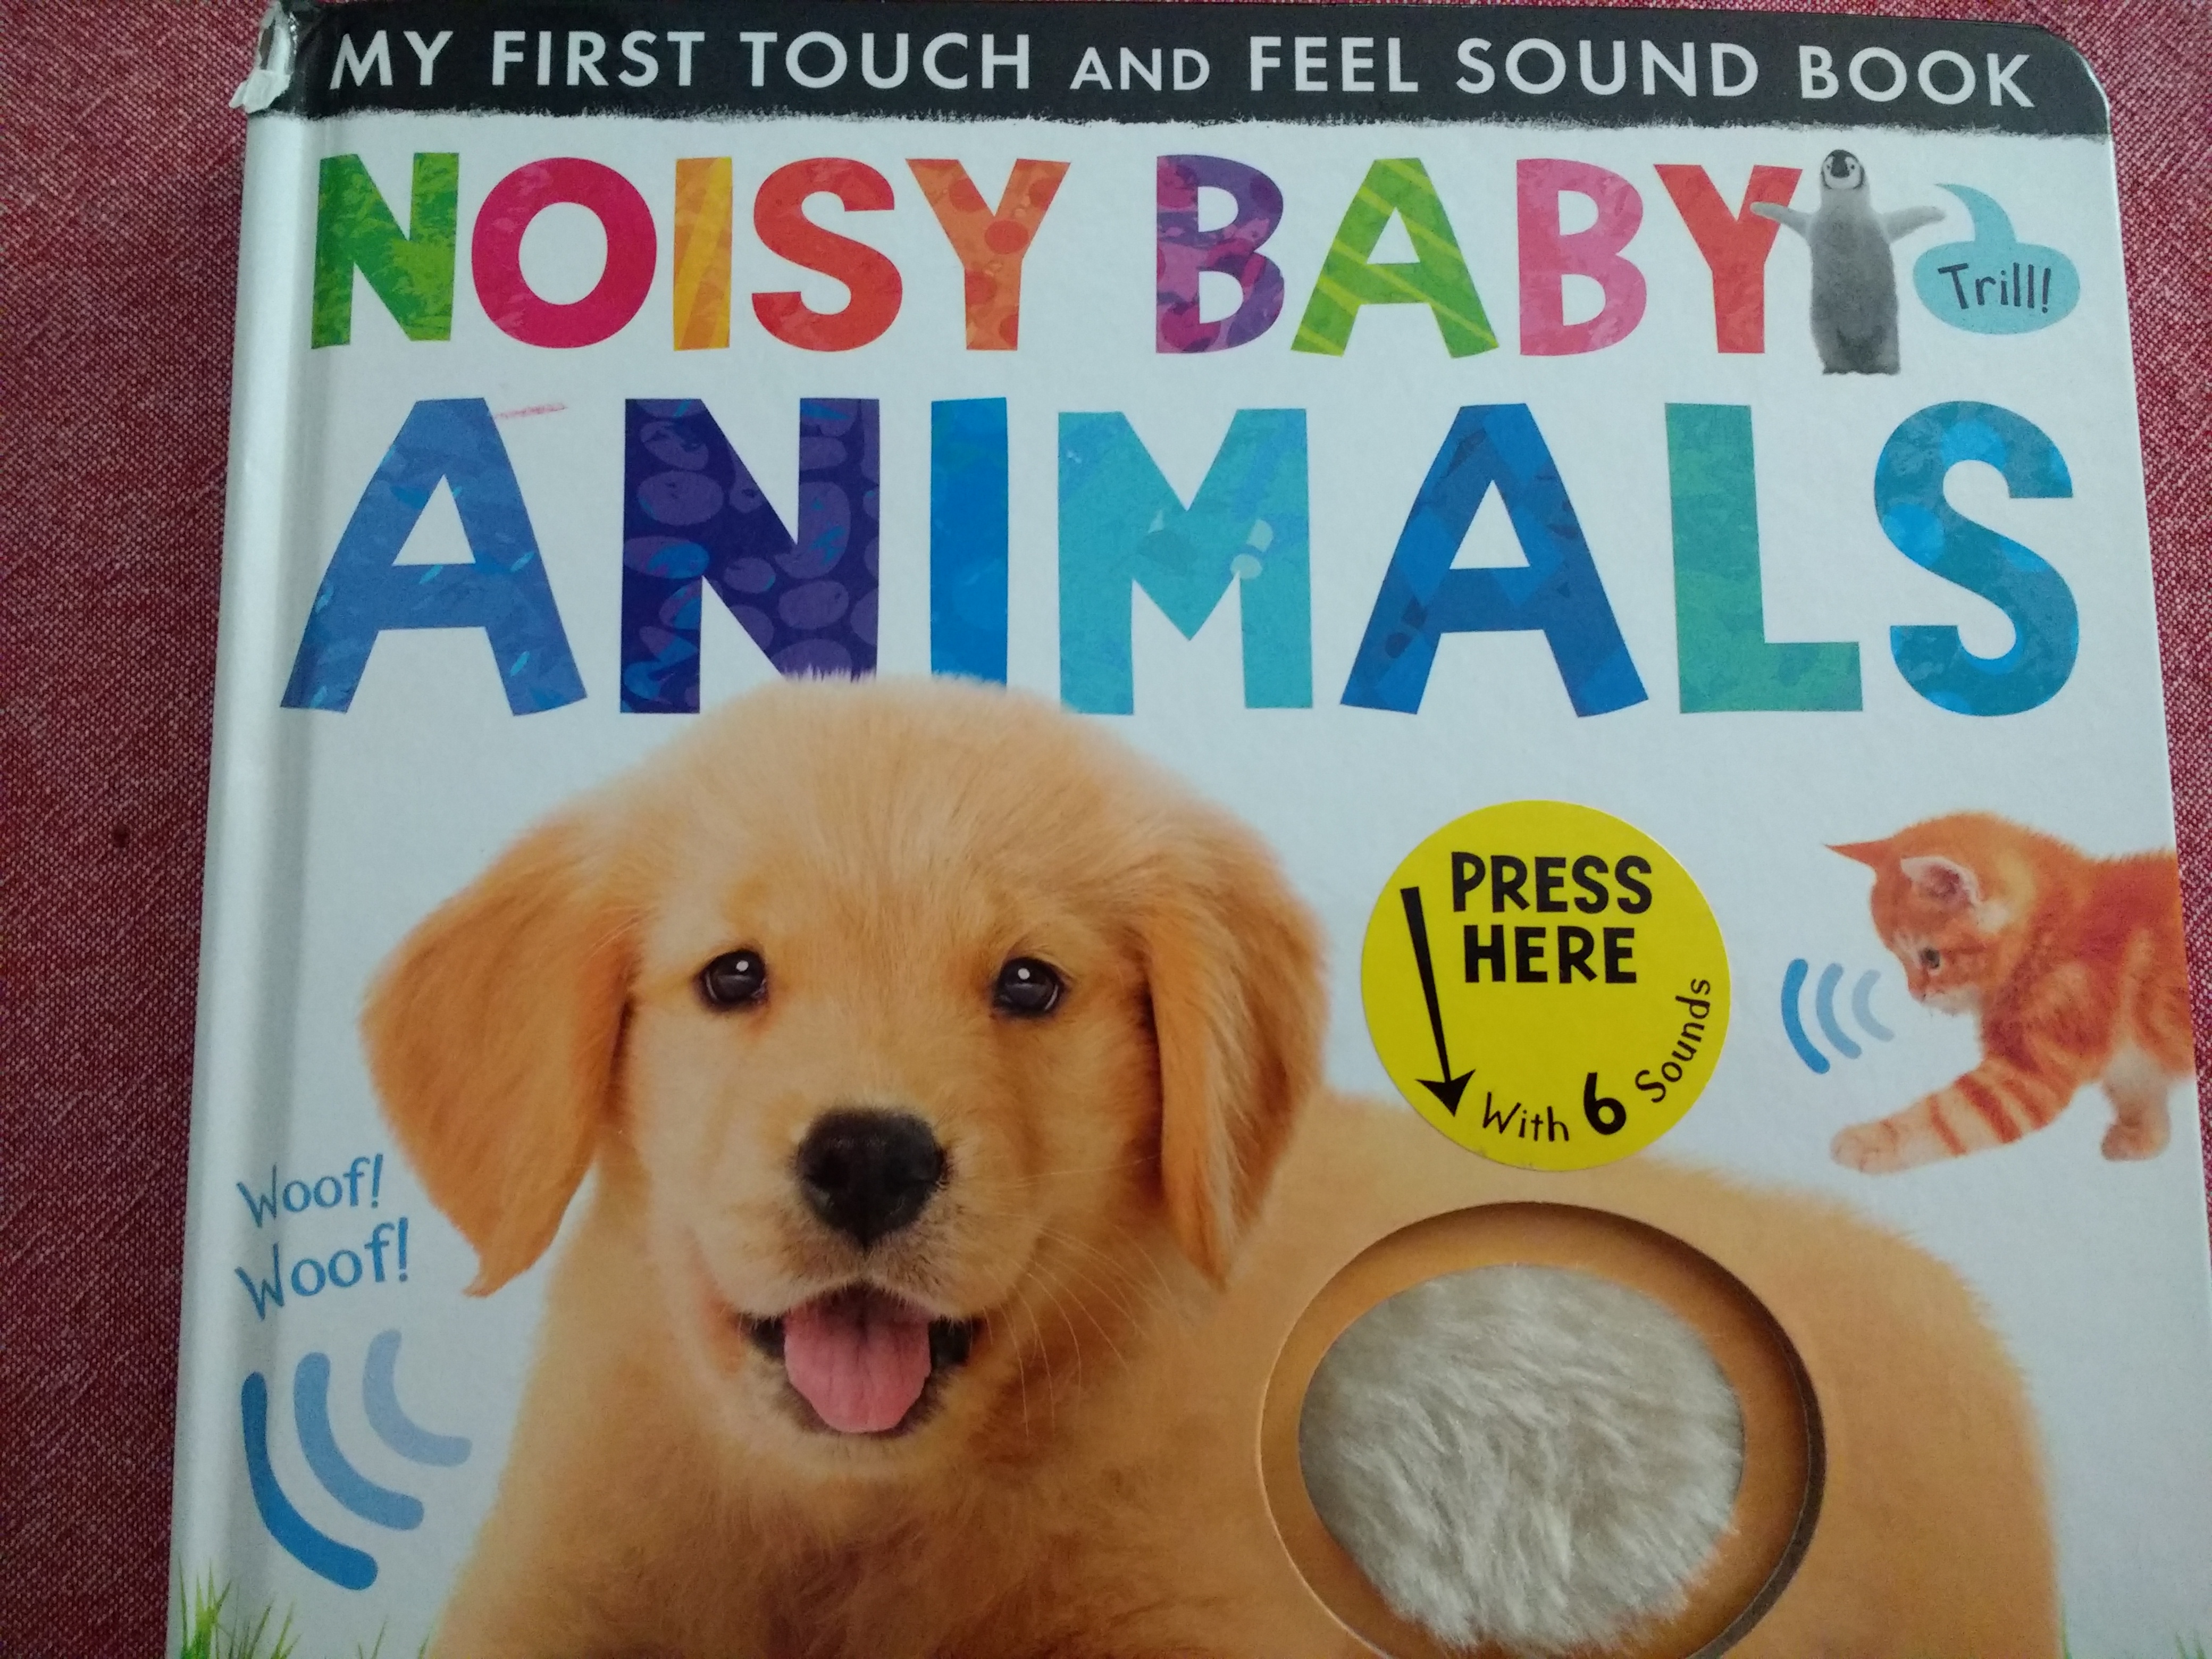 MY FIRST TOUCH AND FEEL SOUND BOOK
NOISY BABY
Trill!
ANIMALS
PRESS
HERE
With 6 Sounds
Woof!
Woof!